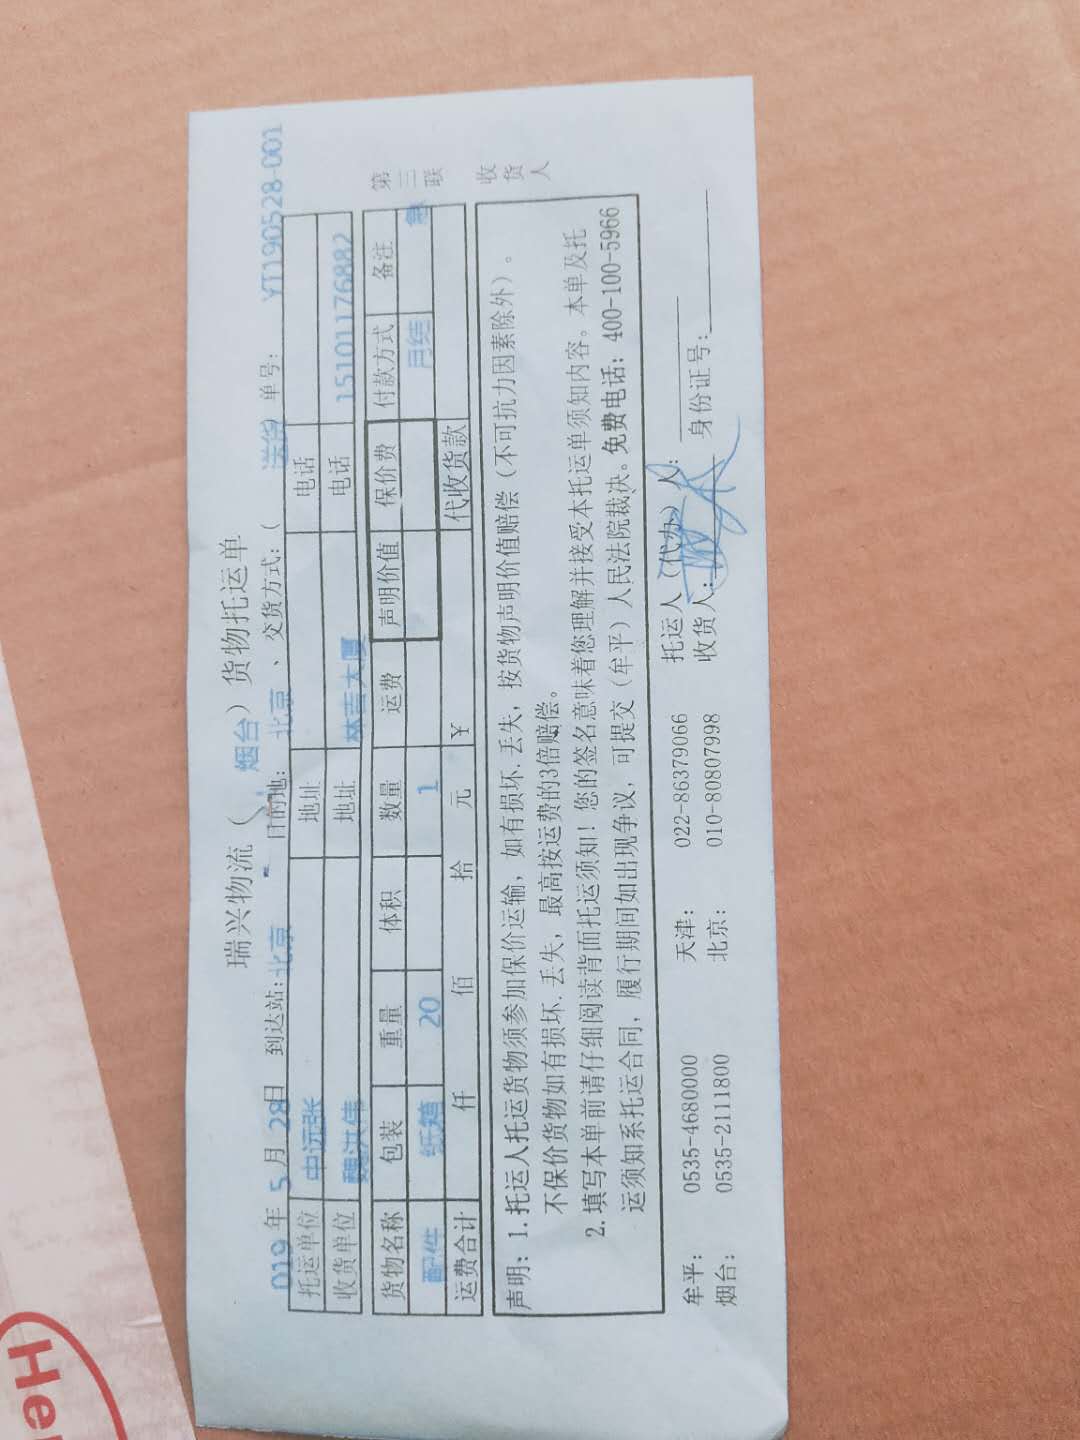 瑞兴物流（烟台）货物托运单
019年5月28日 到达站:北京 目的地: 北京 、交货方式:（送货）单号: YT190528-001
托运单位 中远张 地址 电话
收货单位 魏洪伟 地址 林吉大厦 电话 15101176882
货物名称 包装 重量 体积 数量 运费 声明价值 保价费 付款方式 备注
配件 纸箱 20 1 月结 急
运费合计 仟 佰 拾 元 ¥ 代收货款
第三联
收货人
声明: 1.托运人托运货物须参加保价运输，如有损坏.丢失，按货物声明价值赔偿（不可抗力因素除外）。
不保价货物如有损坏.丢失，最高按运费的3倍赔偿。
2.填写本单前请仔细阅读背面托运须知！您的签名意味着您理解并接受本托运单须知内容。本单及托
运须知系托运合同，履行期间如出现争议，可提交（牟平）人民法院裁决。免费电话: 400-100-5966
牟平: 0535-4680000 天津: 022-86379066 托运人（代办）人:
烟台: 0535-2111800 北京: 010-80807998 收货人: 身份证号:
He